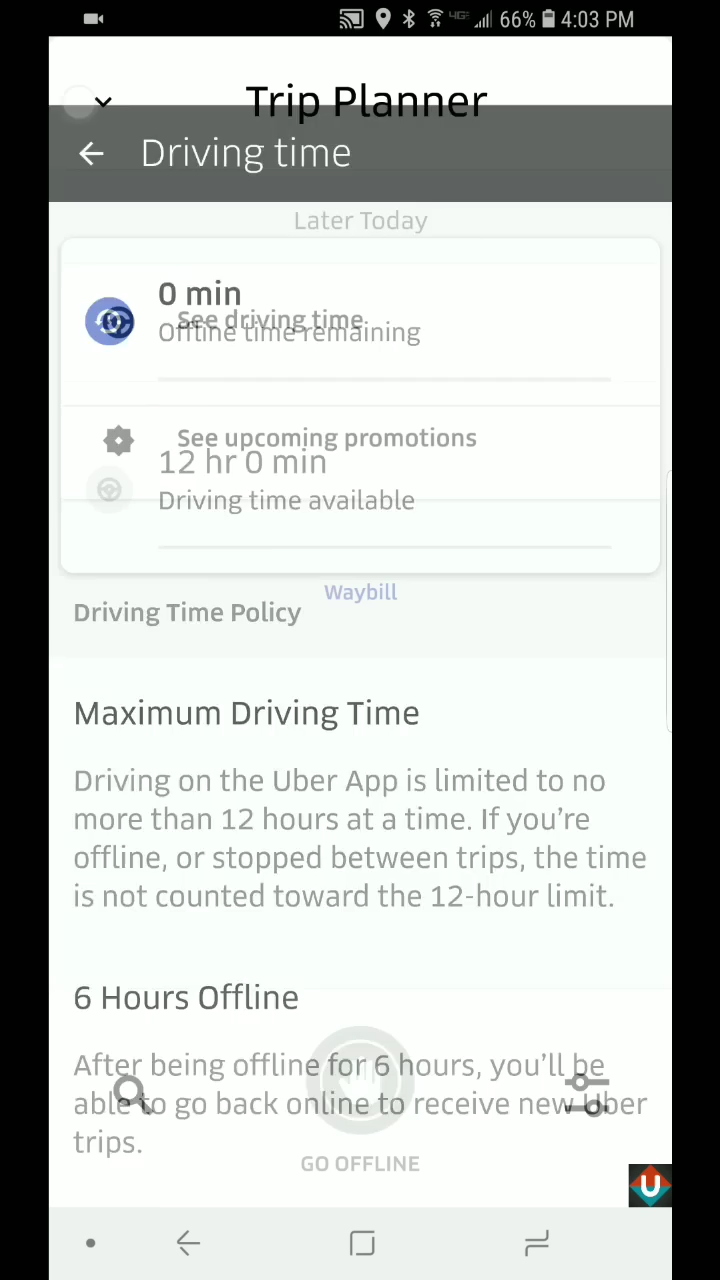 66% 4:03 PM
Trip Planner
Driving time
Later Today
0 min
See driving time
Offline time remaining
See upcoming promotions
12 hr 0 min
Driving time available
Waybill
Driving Time Policy
Maximum Driving Time
Driving on the Uber App is limited to no
more than 12 hours at a time. If you’re
offline, or stopped between trips, the time
is not counted toward the 12-hour limit.
6 Hours Offline
After being offline for 6 hours, you’ll be
able to go back online to receive new Uber
trips.
GO OFFLINE
U